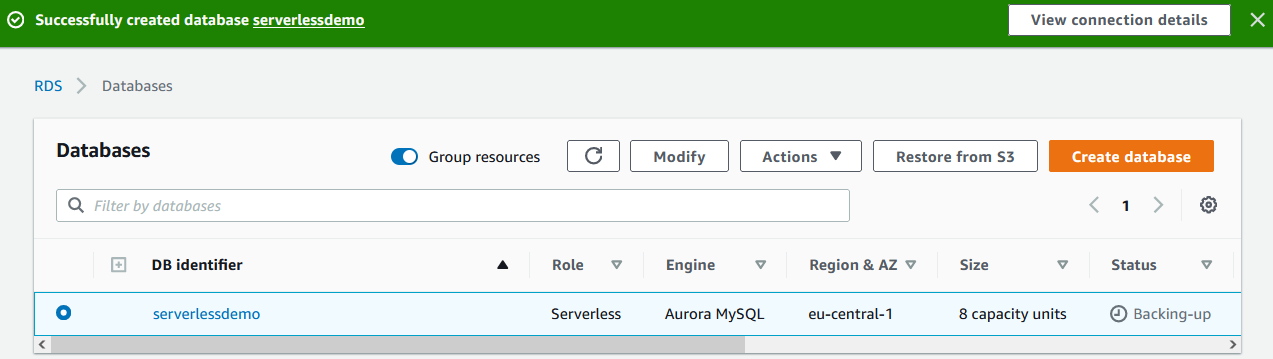 Successfully created database serverlessdemo View connection details
RDS Databases
Databases Group resources Modify Actions Restore from S3 Create database
Filter by databases 1
DB identifier Role Engine Region & AZ Size Status
serverlessdemo Serverless Aurora MySQL eu-central-1 8 capacity units Backing-up